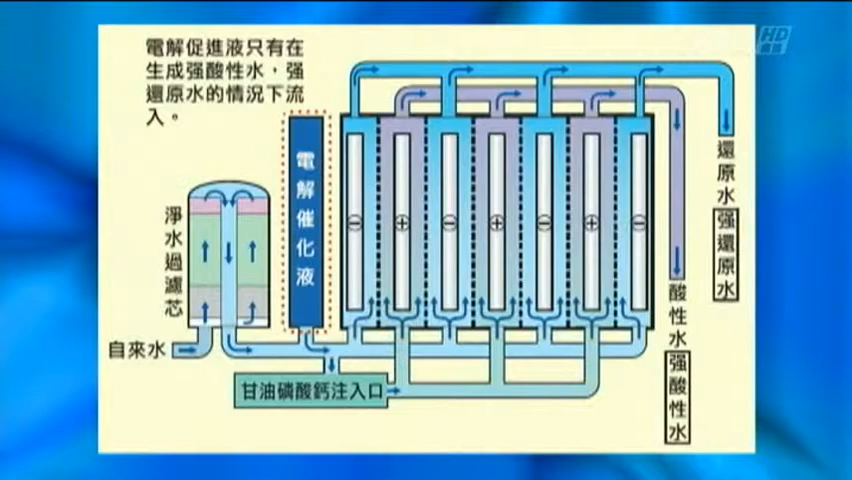 電解促進液只有在
生成强酸性水，强
還原水的情況下流
入。
HD
電解催化液
淨水過濾芯
自來水
甘油磷酸鈣注入口
還原水
强還原水
酸性水
强酸性水